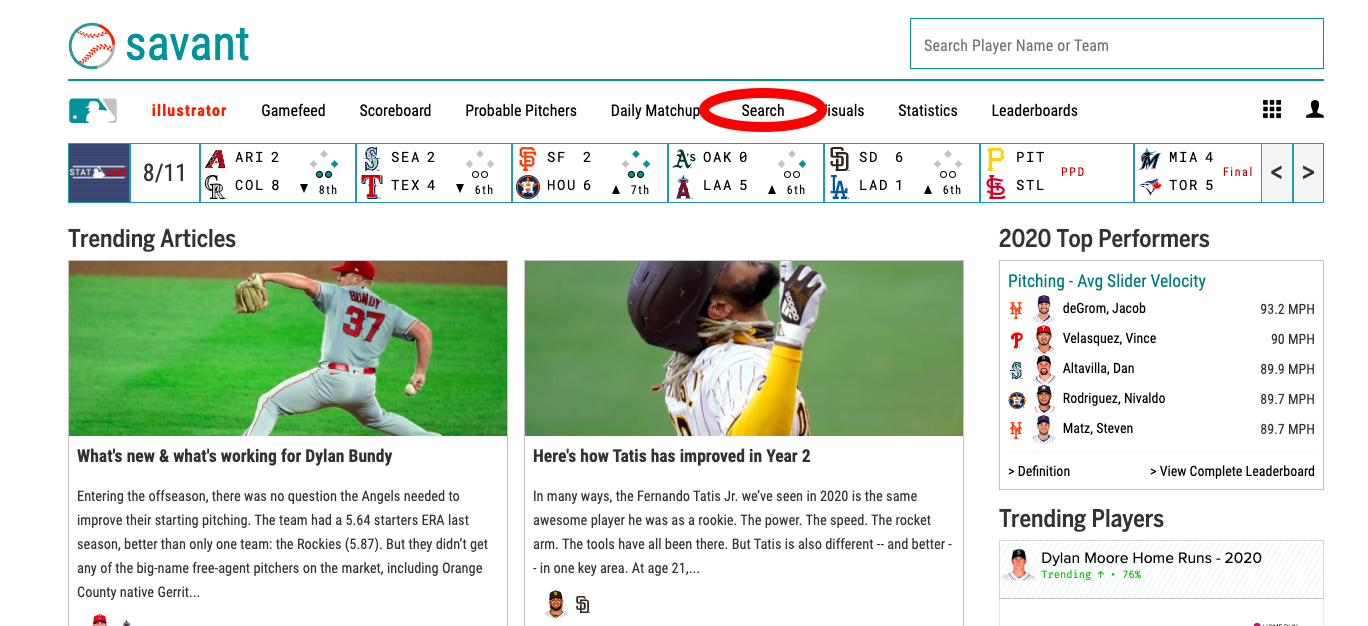 savant
Search Player Name or Team
illustrator Gamefeed Scoreboard Probable Pitchers Daily Matchup Search isuals Statistics Leaderboards
STAT CAST
8/11
ARI 2
COL 8 ▼ 8th
SEA 2
TEX 4 ▼ 6th
SF 2
HOU 6 ▲ 7th
OAK 0
LAA 5 ▲ 6th
SD 6
LAD 1 ▲ 6th
PIT
STL
PPD
MIA 4
TOR 5
Final
< >
Trending Articles
BUNDY
37
What's new & what's working for Dylan Bundy
Entering the offseason, there was no question the Angels needed to
improve their starting pitching. The team had a 5.64 starters ERA last
season, better than only one team: the Rockies (5.87). But they didn't get
any of the big-name free-agent pitchers on the market, including Orange
County native Gerrit...
2
Here's how Tatis has improved in Year 2
In many ways, the Fernando Tatis Jr. we've seen in 2020 is the same
awesome player he was as a rookie. The power. The speed. The rocket
arm. The tools have all been there. But Tatis is also different -- and better -
- in one key area. At age 21,...
2020 Top Performers
Pitching - Avg Slider Velocity
deGrom, Jacob 93.2 MPH
Velasquez, Vince 90 MPH
Altavilla, Dan 89.9 MPH
Rodriguez, Nivaldo 89.7 MPH
Matz, Steven 89.7 MPH
> Definition > View Complete Leaderboard
Trending Players
Dylan Moore Home Runs - 2020
Trending ↑ • 76%